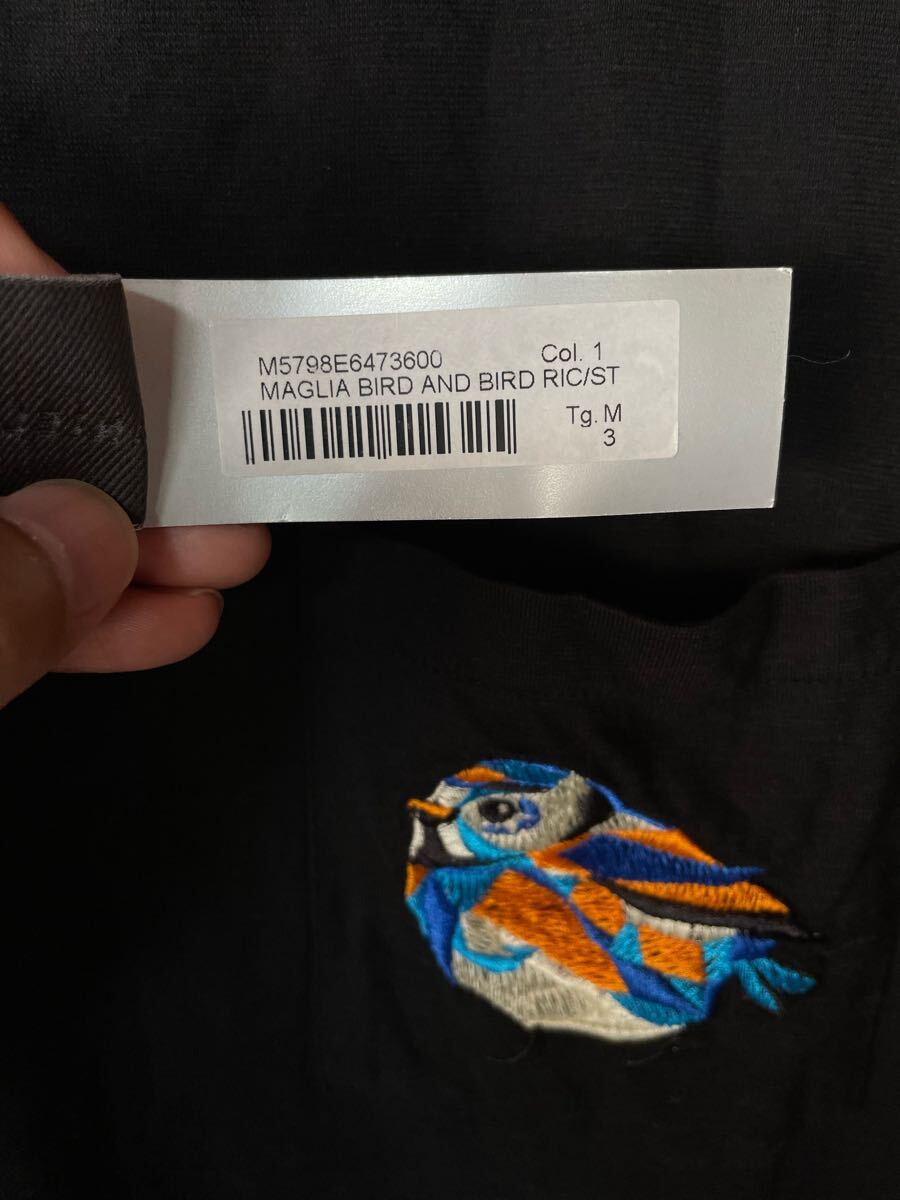 M5798E6473600 Col. 1
MAGLIA BIRD AND BIRD RIC/ST
Tg. M
3